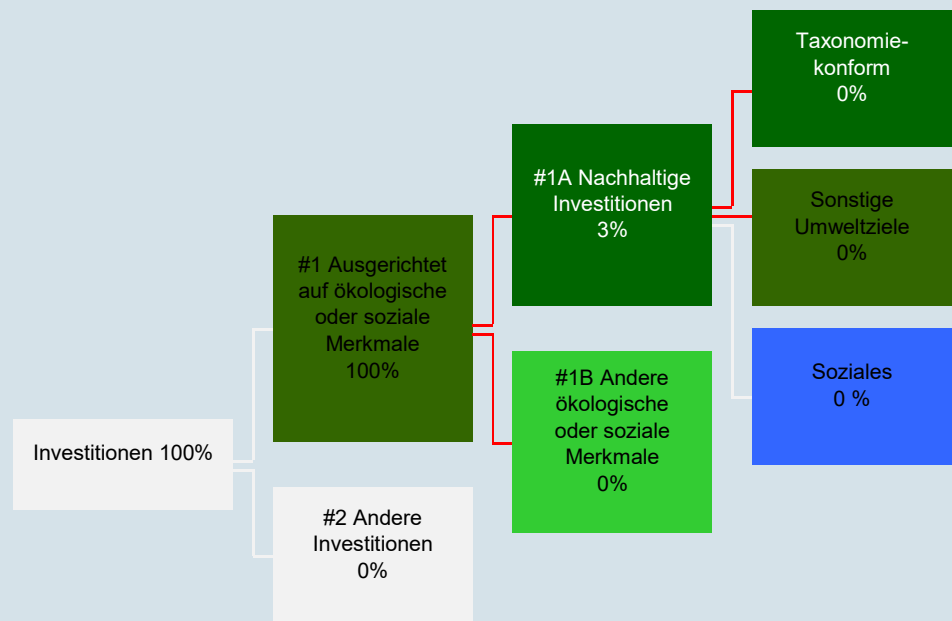 Investitionen 100%
#1 Ausgerichtet
auf ökologische
oder soziale
Merkmale
100%
#2 Andere
Investitionen
0%
#1A Nachhaltige
Investitionen
3%
#1B Andere
ökologische
oder soziale
Merkmale
0%
Taxonomie-
konform
0%
Sonstige
Umweltziele
0%
Soziales
0 %